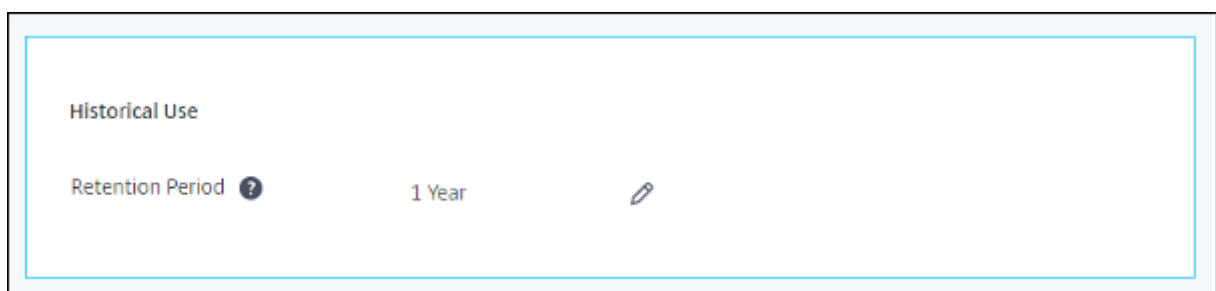 Historical Use
Retention Period ?
1 Year